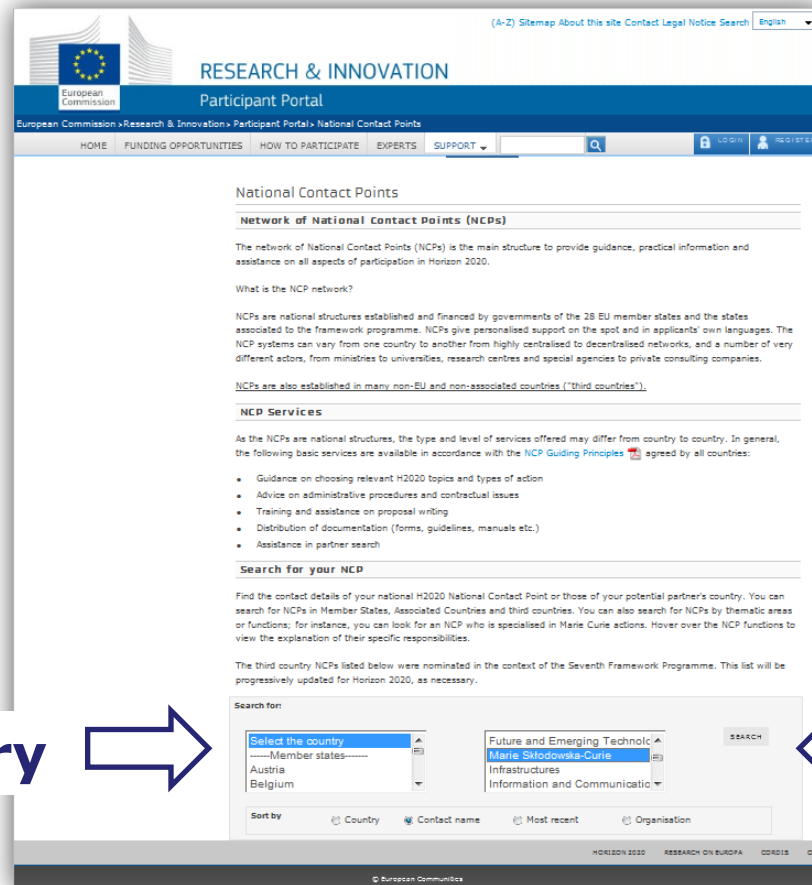 (A-Z) Sitemap About this site Contact Legal Notice Search English
European
Commission
RESEARCH & INNOVATION
Participant Portal
European Commission > Research & Innovation > Participant Portal > National Contact Points
HOME FUNDING OPPORTUNITIES HOW TO PARTICIPATE EXPERTS SUPPORT LOGIN REGISTER
National Contact Points
Network of National Contact Points (NCPs)
The network of National Contact Points (NCPs) is the main structure to provide guidance, practical information and
assistance on all aspects of participation in Horizon 2020.
What is the NCP network?
NCPs are national structures established and financed by governments of the 28 EU member states and the states
associated to the framework programme. NCPs give personalised support on the spot and in applicants' own languages. The
NCP systems can vary from one country to another from highly centralised to decentralised networks, and a number of very
different actors, from ministries to universities, research centres and special agencies to private consulting companies.
NCPs are also established in many non-EU and non-associated countries ("third countries").
NCP Services
As the NCPs are national structures, the type and level of services offered may differ from country to country. In general,
the following basic services are available in accordance with the NCP Guiding Principles agreed by all countries:
• Guidance on choosing relevant H2020 topics and types of action
• Advice on administrative procedures and contractual issues
• Training and assistance on proposal writing
• Distribution of documentation (forms, guidelines, manuals etc.)
• Assistance in partner search
Search for your NCP
Find the contact details of your national H2020 National Contact Point or those of your potential partner's country. You can
search for NCPs in Member States, Associated Countries and third countries. You can also search for NCPs by thematic areas
or functions; for instance, you can look for an NCP who is specialised in Marie Curie actions. Hover over the NCP functions to
view the explanation of their specific responsibilities.
The third country NCPs listed below were nominated in the context of the Seventh Framework Programme. This list will be
progressively updated for Horizon 2020, as necessary.
Search for:
ry
Select the country
------Member states-------
Austria
Belgium
Future and Emerging Technolc
Marie Skłodowska-Curie
Infrastructures
Information and Communicatic
SEARCH
Sort by Country Contact name Most recent Organisation
HORIZON 2020 RESEARCH ON EUROPA CORDIS
© European Communities